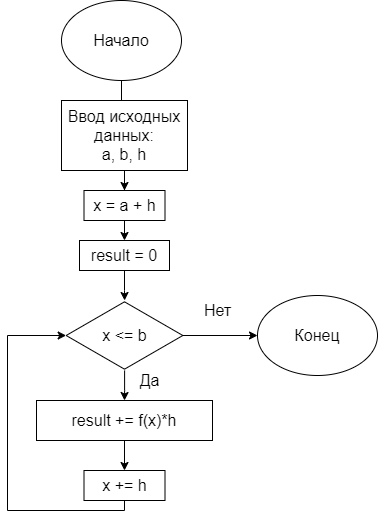 Начало
Ввод исходных
данных:
a, b, h
x = a + h
result = 0
x <= b
Нет
Конец
Да
result += f(x)*h
x += h